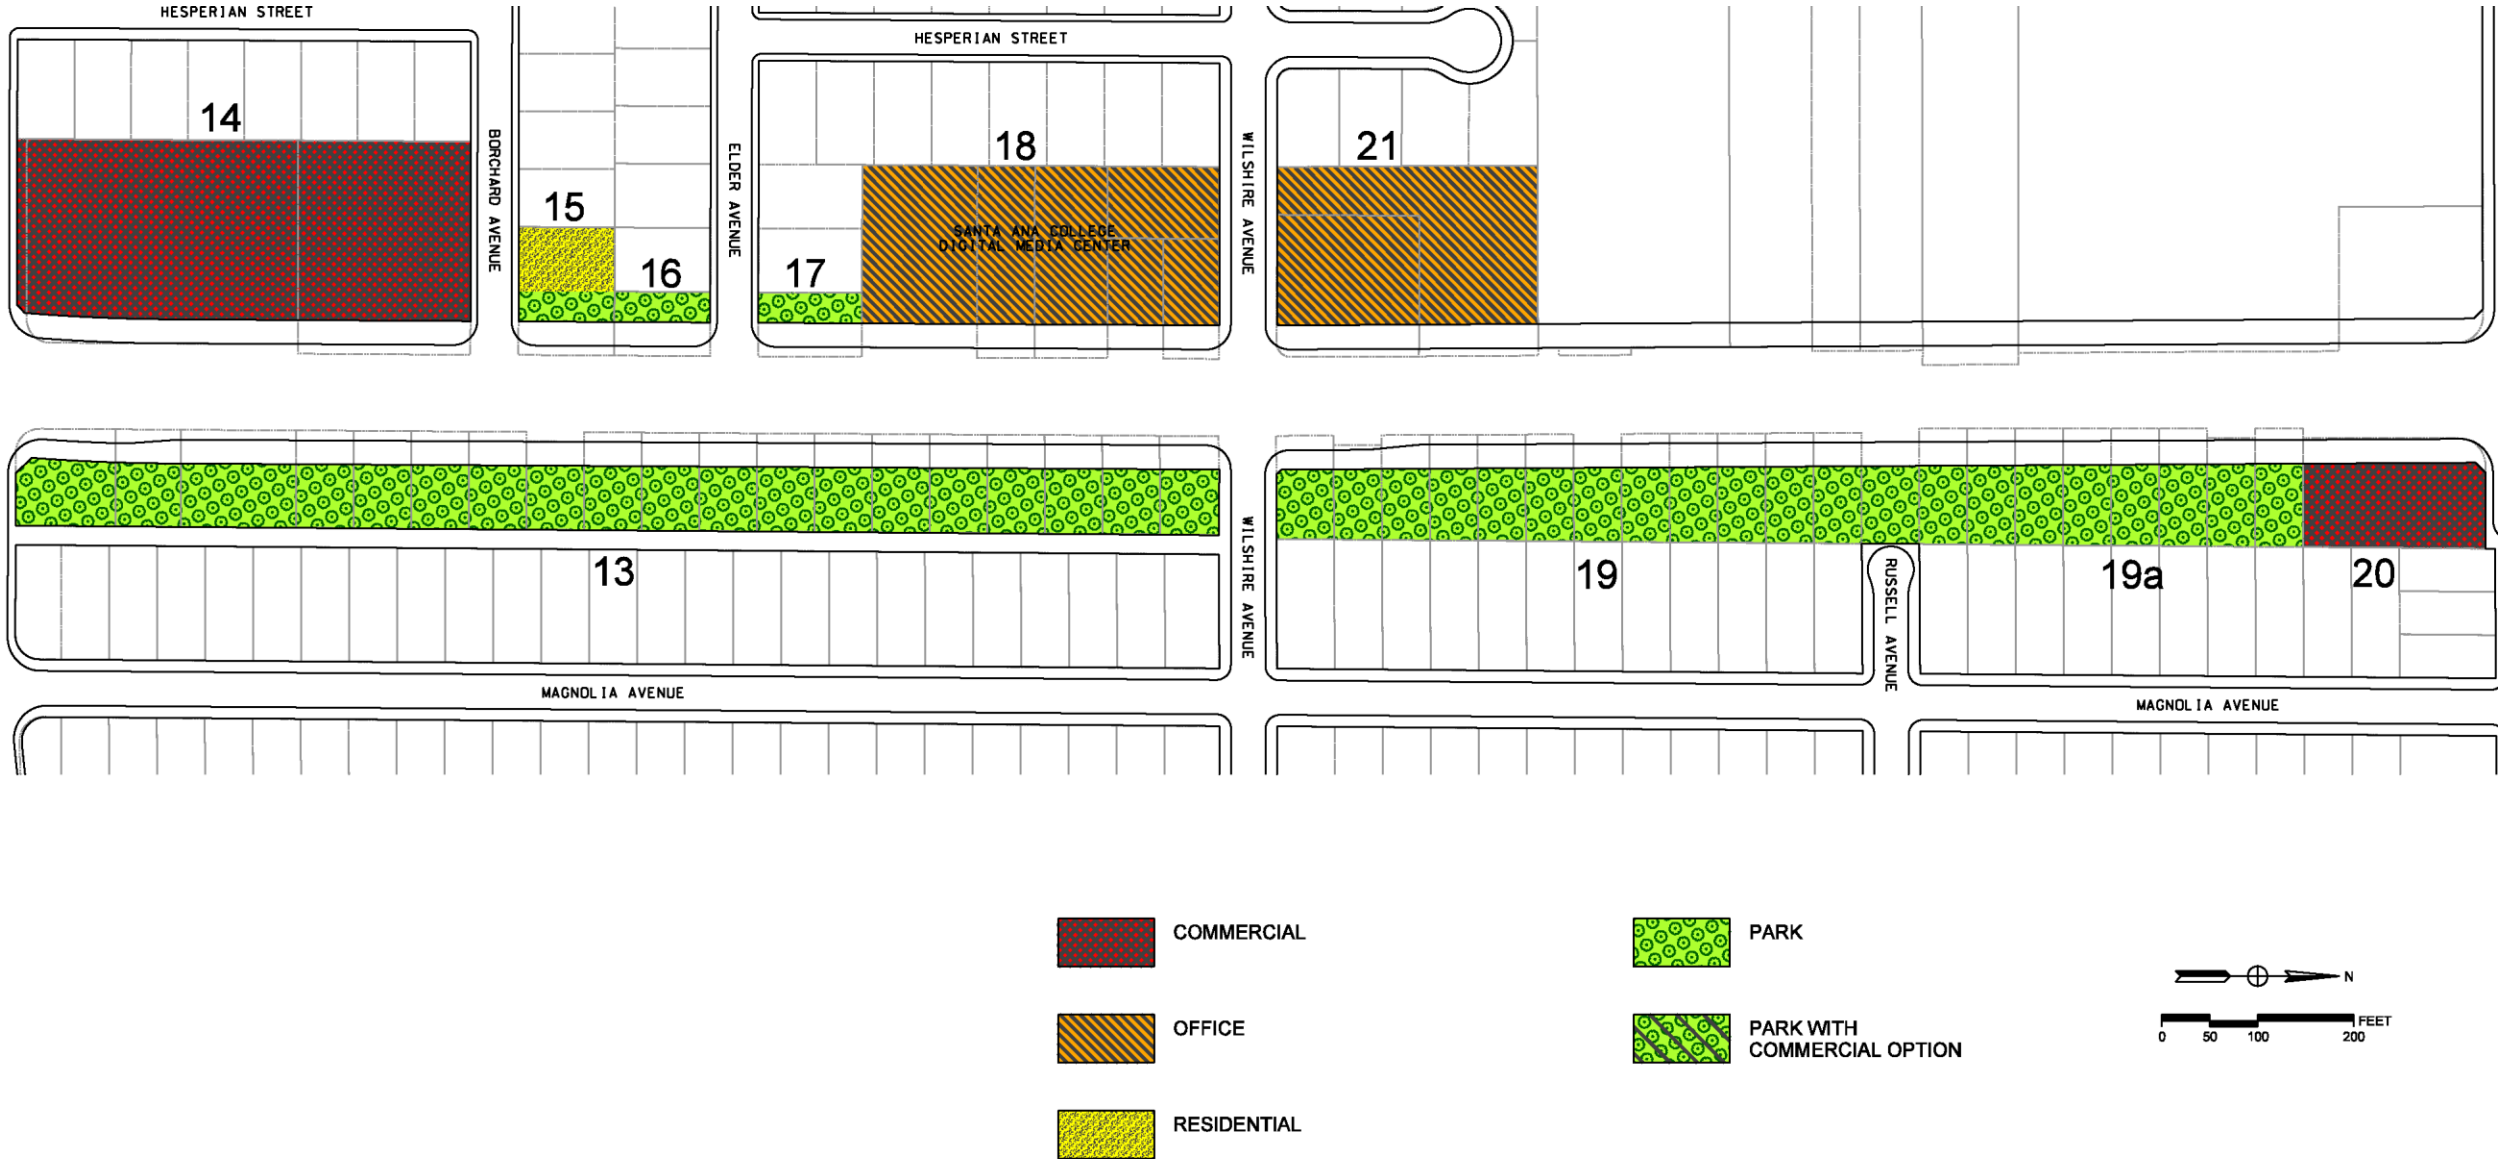 HESPERIAN STREET
HESPERIAN STREET
14
BORCHARD AVENUE
15
16
ELDER AVENUE
17
18
SANTA ANA COLLEGE
DIGITAL MEDIA CENTER
WILSHIRE AVENUE
21
13
WILSHIRE AVENUE
19
RUSSELL AVENUE
19a
20
MAGNOLIA AVENUE
MAGNOLIA AVENUE
COMMERCIAL
OFFICE
RESIDENTIAL
PARK
PARK WITH
COMMERCIAL OPTION
N
FEET
0 50 100 200